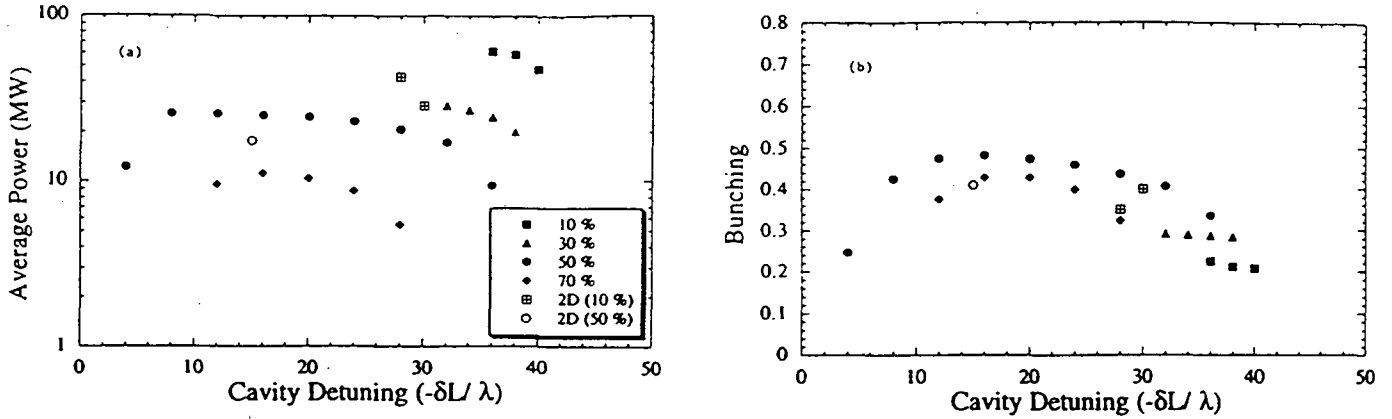 100
10
1
Average Power (MW)
(a)
10 %
30 %
50 %
70 %
2D (10 %)
2D (50 %)
0 10 20 30 40 50
Cavity Detuning (-δL/ λ)
0.8
0.7
0.6
0.5
0.4
0.3
0.2
0.1
0
Bunching
(b)
0 10 20 30 40 50
Cavity Detuning (-δL/ λ)